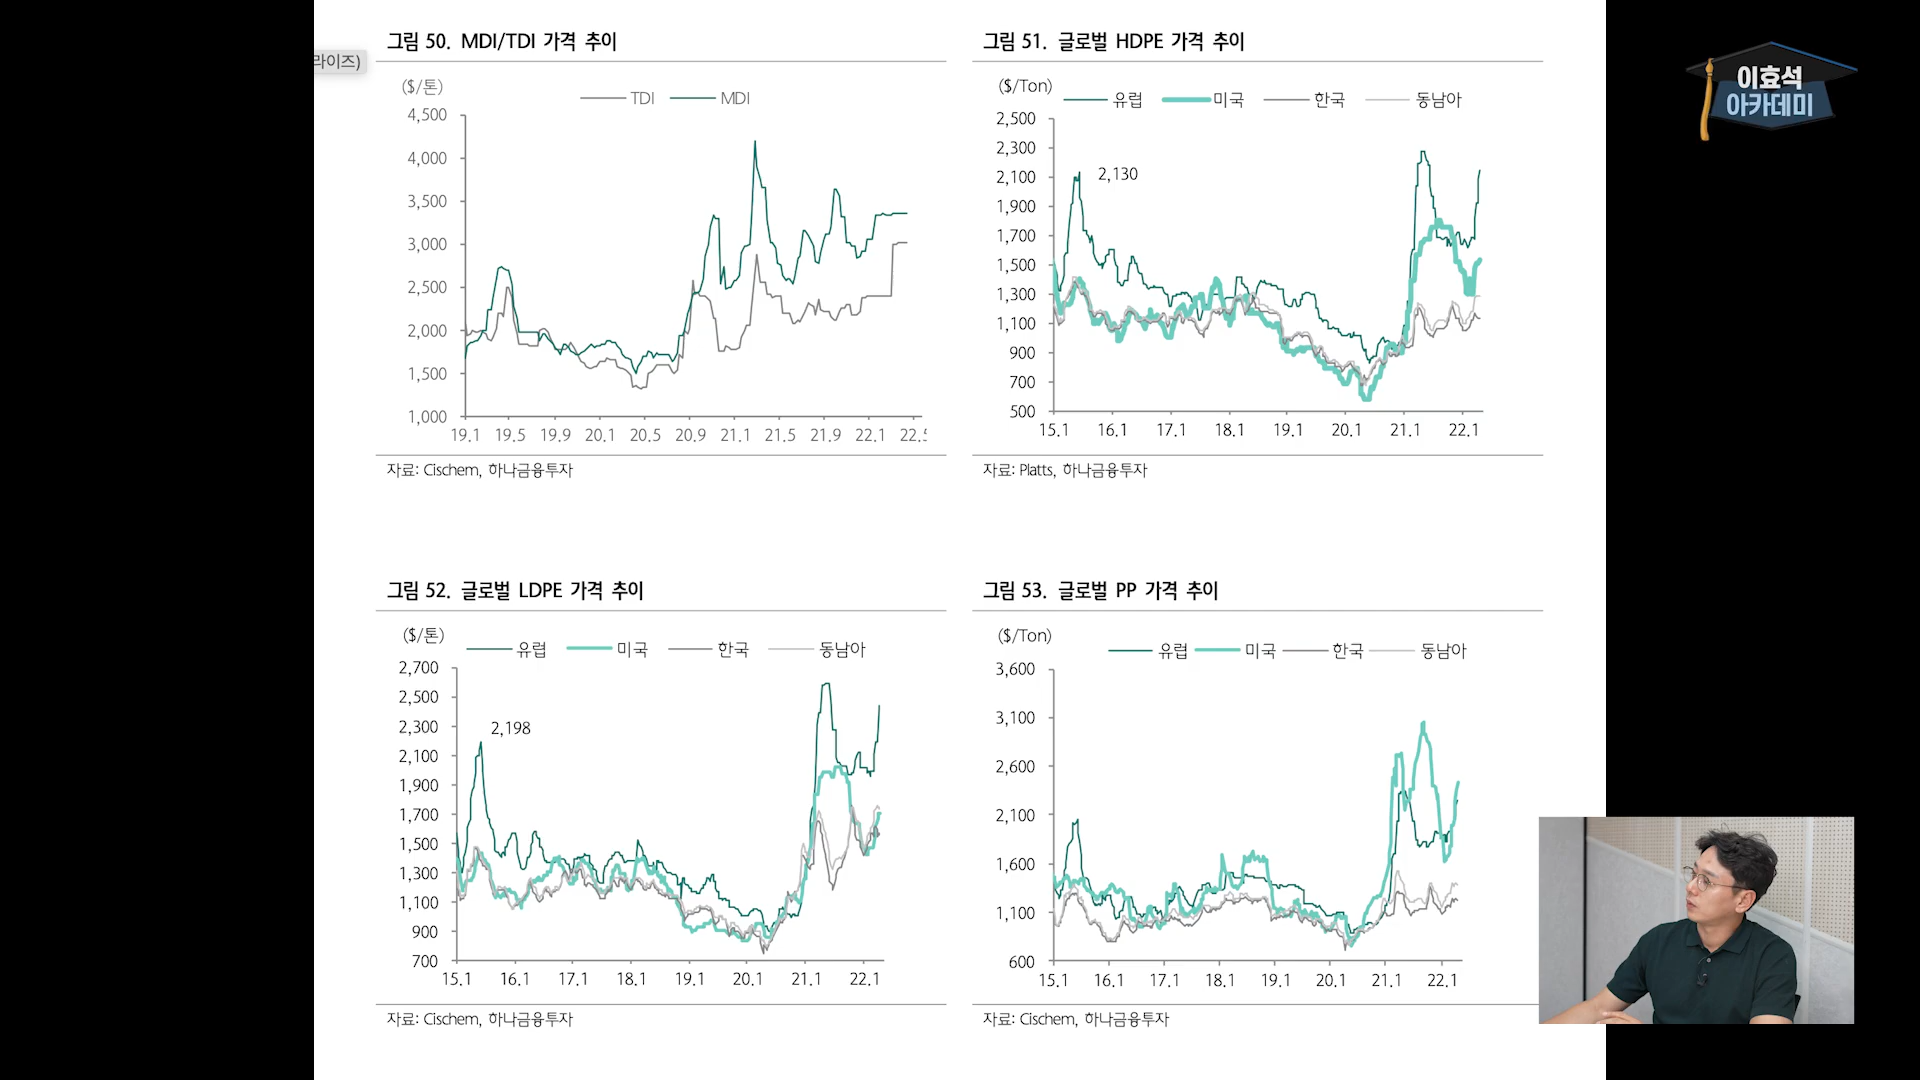 라이즈)
이효석
아카데미
그림 50. MDI/TDI 가격 추이
($/톤)
TDI MDI
4,500
4,000
3,500
3,000
2,500
2,000
1,500
1,000
19.1 19.5 19.9 20.1 20.5 20.9 21.1 21.5 21.9 22.1 22.5
자료: Cischem, 하나금융투자
그림 51. 글로벌 HDPE 가격 추이
($/Ton)
유럽 미국 한국 동남아
2,130
2,500
2,300
2,100
1,900
1,700
1,500
1,300
1,100
900
700
500
15.1 16.1 17.1 18.1 19.1 20.1 21.1 22.1
자료: Platts, 하나금융투자
그림 52. 글로벌 LDPE 가격 추이
($/톤)
유럽 미국 한국 동남아
2,198
2,700
2,500
2,300
2,100
1,900
1,700
1,500
1,300
1,100
900
700
15.1 16.1 17.1 18.1 19.1 20.1 21.1 22.1
자료: Cischem, 하나금융투자
그림 53. 글로벌 PP 가격 추이
($/Ton)
유럽 미국 한국 동남아
3,600
3,100
2,600
2,100
1,600
1,100
600
15.1 16.1 17.1 18.1 19.1 20.1 21.1 22.1
자료: Cischem, 하나금융투자